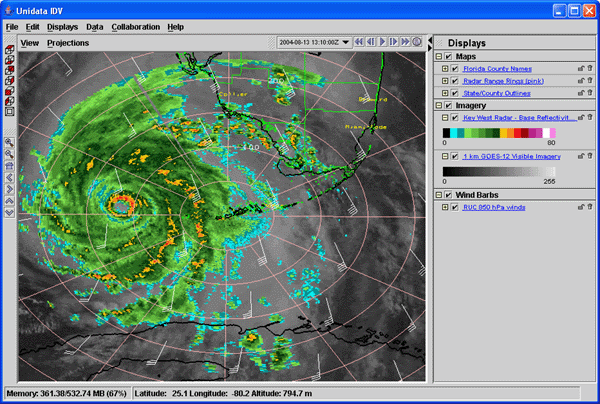 Unidata IDV
File Edit Displays Data Collaboration Help
View Projections
2004-08-13 13:10:00Z
Displays
Maps
Florida County Names
Radar Range Rings (pink)
State/County Outlines
Imagery
Key West Radar - Base Reflectivit...
0 80
1 km GOES-12 Visible Imagery
0 255
Wind Barbs
RUC 850 hPa winds
Collier
Miami-Dade
Memory: 361.38/532.74 MB (67%) Latitude: 25.1 Longitude: -80.2 Altitude: 794.7 m